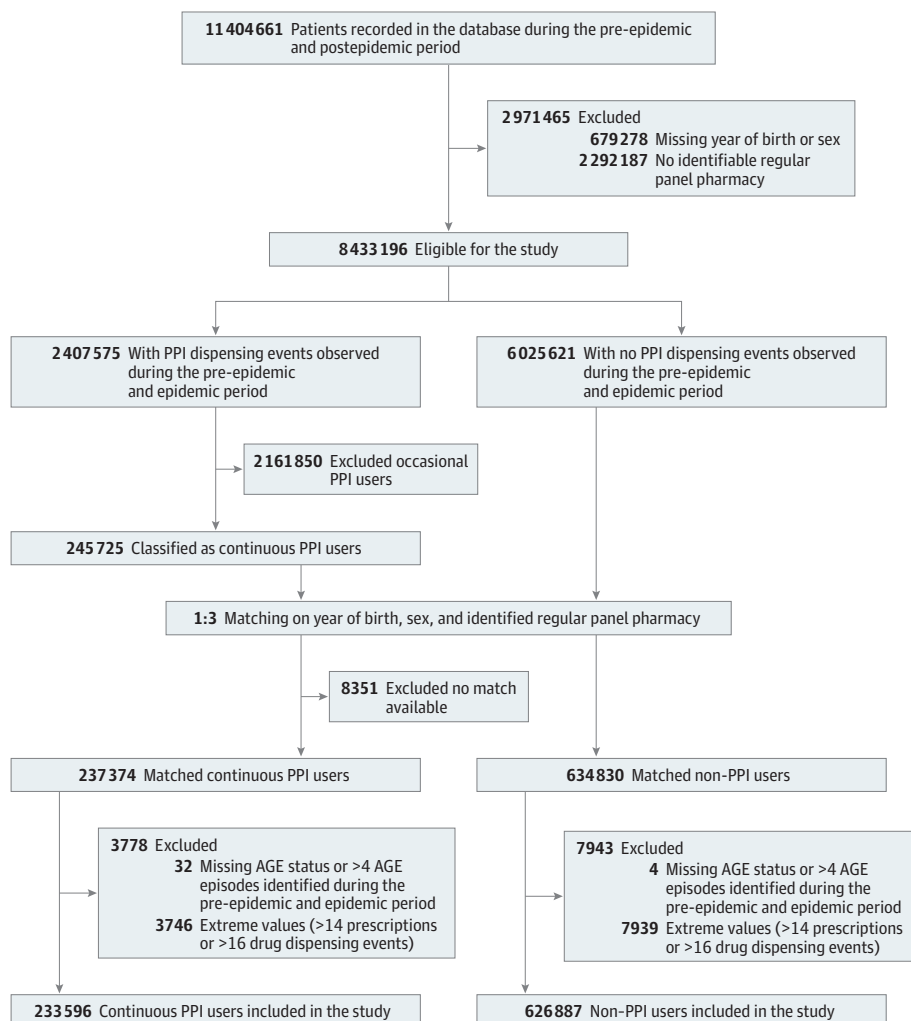 11404661 Patients recorded in the database during the pre-epidemic
and postepidemic period
2971465 Excluded
679278 Missing year of birth or sex
2292187 No identifiable regular
panel pharmacy
8433196 Eligible for the study
2407575 With PPI dispensing events observed
during the pre-epidemic
and epidemic period
6025621 With no PPI dispensing events observed
during the pre-epidemic
and epidemic period
2161850 Excluded occasional
PPI users
245725 Classified as continuous PPI users
1:3 Matching on year of birth, sex, and identified regular panel pharmacy
8351 Excluded no match
available
237374 Matched continuous PPI users
634830 Matched non-PPI users
3778 Excluded
32 Missing AGE status or >4 AGE
episodes identified during the
pre-epidemic and epidemic period
3746 Extreme values (>14 prescriptions
or >16 drug dispensing events)
7943 Excluded
4 Missing AGE status or >4 AGE
episodes identified during the
pre-epidemic and epidemic period
7939 Extreme values (>14 prescriptions
or >16 drug dispensing events)
233596 Continuous PPI users included in the study
626887 Non-PPI users included in the study